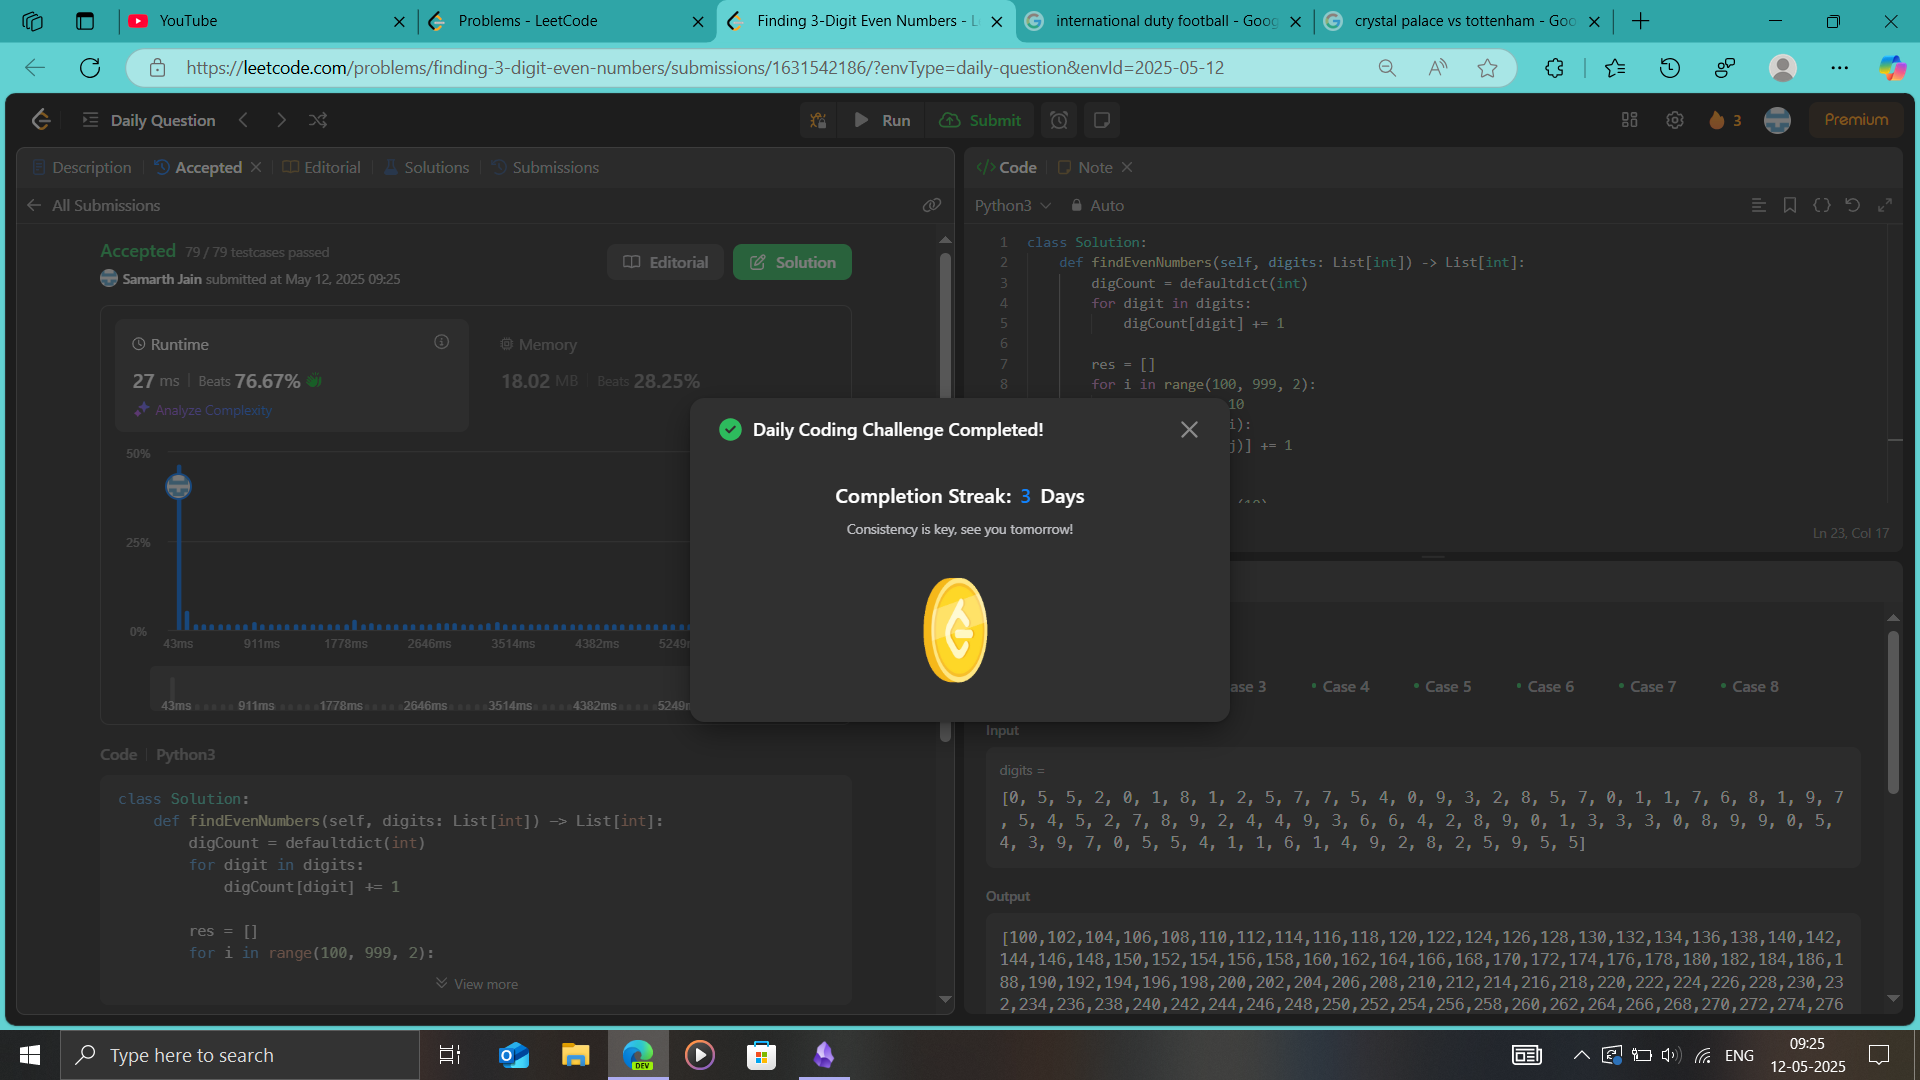 YouTube
Problems - LeetCode
Finding 3-Digit Even Numbers - L
international duty football - Goog
crystal palace vs tottenham - Goo
https://leetcode.com/problems/finding-3-digit-even-numbers/submissions/1631542186/?envType=daily-question&envId=2025-05-12
Daily Question
Run
Submit
3
Premium
Description
Accepted
Editorial
Solutions
Submissions
All Submissions
Accepted 79 / 79 testcases passed
Samarth Jain submitted at May 12, 2025 09:25
Editorial
Solution
Runtime
27 ms | Beats 76.67%
Analyze Complexity
Memory
18.02 MB | Beats 28.25%
50%
25%
0%
43ms 911ms 1778ms 2646ms 3514ms 4382ms 5249m
43ms 911ms 1778ms 2646ms 3514ms 4382ms 5249m
Code | Python3
class Solution:
    def findEvenNumbers(self, digits: List[int]) -> List[int]:
        digCount = defaultdict(int)
        for digit in digits:
            digCount[digit] += 1
        res = []
        for i in range(100, 999, 2):
View more
Daily Coding Challenge Completed!
Completion Streak: 3 Days
Consistency is key, see you tomorrow!
</> Code
Note
Python3
Auto
1 class Solution:
2     def findEvenNumbers(self, digits: List[int]) -> List[int]:
3         digCount = defaultdict(int)
4         for digit in digits:
5             digCount[digit] += 1
6
7         res = []
8         for i in range(100, 999, 2):
10
i):
j)] += 1
Ln 23, Col 17
ase 3
Case 4
Case 5
Case 6
Case 7
Case 8
Input
digits =
[0, 5, 5, 2, 0, 1, 8, 1, 2, 5, 7, 7, 5, 4, 0, 9, 3, 2, 8, 5, 7, 0, 1, 1, 7, 6, 8, 1, 9, 7
, 5, 4, 5, 2, 7, 8, 9, 2, 4, 4, 9, 3, 6, 6, 4, 2, 8, 9, 0, 1, 3, 3, 3, 0, 8, 9, 9, 0, 5,
4, 3, 9, 7, 0, 5, 5, 4, 1, 1, 6, 1, 4, 9, 2, 8, 2, 5, 9, 5, 5]
Output
[100,102,104,106,108,110,112,114,116,118,120,122,124,126,128,130,132,134,136,138,140,142,
144,146,148,150,152,154,156,158,160,162,164,166,168,170,172,174,176,178,180,182,184,186,1
88,190,192,194,196,198,200,202,204,206,208,210,212,214,216,218,220,222,224,226,228,230,23
2,234,236,238,240,242,244,246,248,250,252,254,256,258,260,262,264,266,268,270,272,274,276
Type here to search
DEV
ENG
09:25
12-05-2025